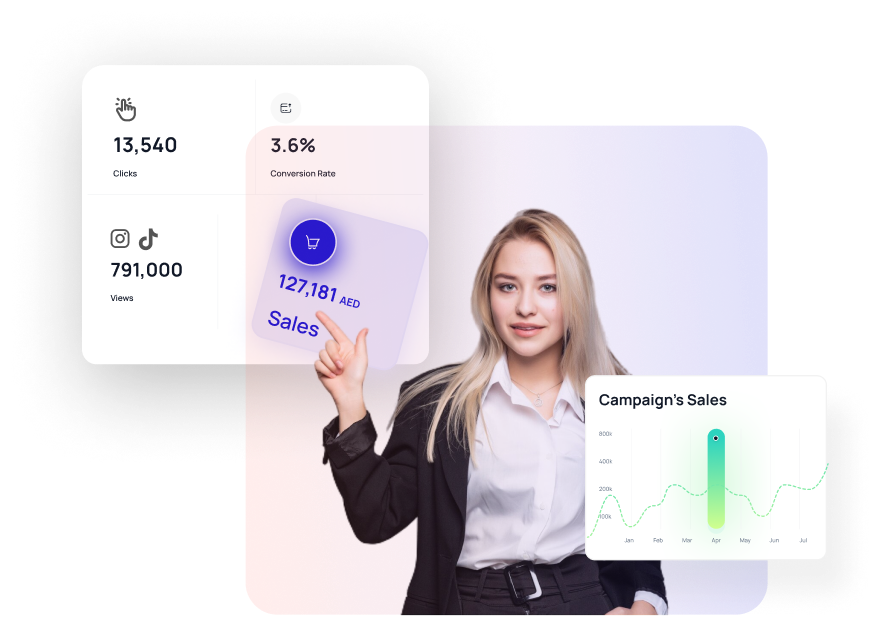 13,540
Clicks
3.6%
Conversion Rate
791,000
Views
127,181 AED
Sales
Campaign's Sales
600k
400k
200k
100k
Jan Feb Mar Apr May Jun Jul